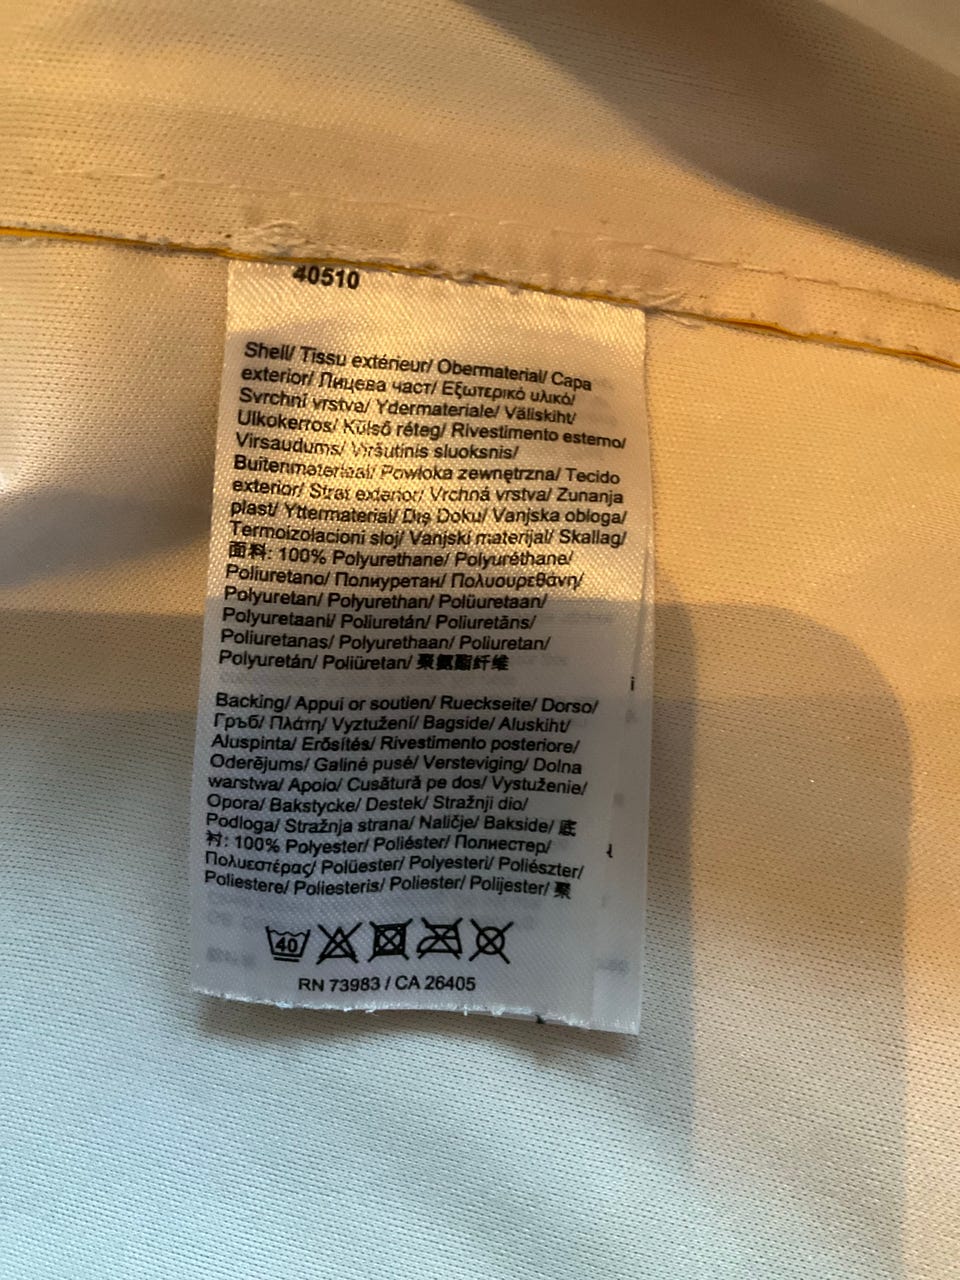 40510
Shell/ Tissu extérieur/ Obermaterial/ Capa
exterior/ Лицева част/ Εξωτερικό υλικό/
Svrchní vrstva/ Ydermateriale/ Väliskiht/
Ulkokerros/ Külső réteg/ Rivestimento esterno/
Virsaudums/ Viršutinis sluoksnis/
Buitenmateriaal/ Powłoka zewnętrzna/ Tecido
exterior/ Strat exterior/ Vrchná vrstva/ Zunanja
plast/ Yttermaterial/ Dış Doku/ Vanjska obloga/
Termoizolacioni sloj/ Vanjski materijal/ Skallag/
面料: 100% Polyurethane/ Polyuréthane/
Poliuretano/ Полиуретан/ Πολυουρεθάνη/
Polyuretan/ Polyurethan/ Polüuretaan/
Polyuretaani/ Poliuretán/ Poliuretāns/
Poliuretanas/ Polyurethaan/ Poliuretan/
Polyuretán/ Poliüretan/ 聚氨酯纤维
Backing/ Appui or soutien/ Rueckseite/ Dorso/
Гръб/ Πλάτη/ Vyztužení/ Bagside/ Aluskiht/
Aluspinta/ Erősítés/ Rivestimento posteriore/
Oderējums/ Galinė pusė/ Versteviging/ Dolna
warstwa/ Apoio/ Cusătură pe dos/ Vystuženie/
Opora/ Bakstycke/ Destek/ Stražnji dio/
Podloga/ Stražnja strana/ Naličje/ Bakside/ 底
衬: 100% Polyester/ Poliéster/ Полиестер/
Πολυεστέρας/ Polüester/ Polyesteri/ Poliészter/
Poliestere/ Poliesteris/ Poliester/ Polijester/ 聚
40
RN 73983 / CA 26405